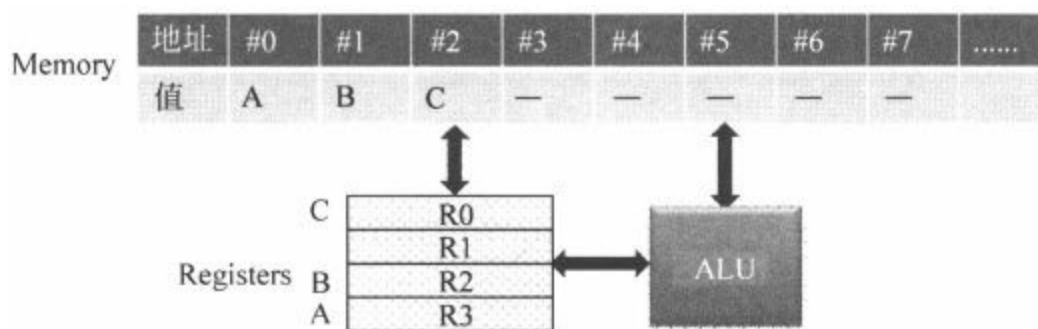 地址 #0 #1 #2 #3 #4 #5 #6 #7 ......
Memory
值 A B C — — — — —
C R0
R1
ALU
Registers B R2
A R3